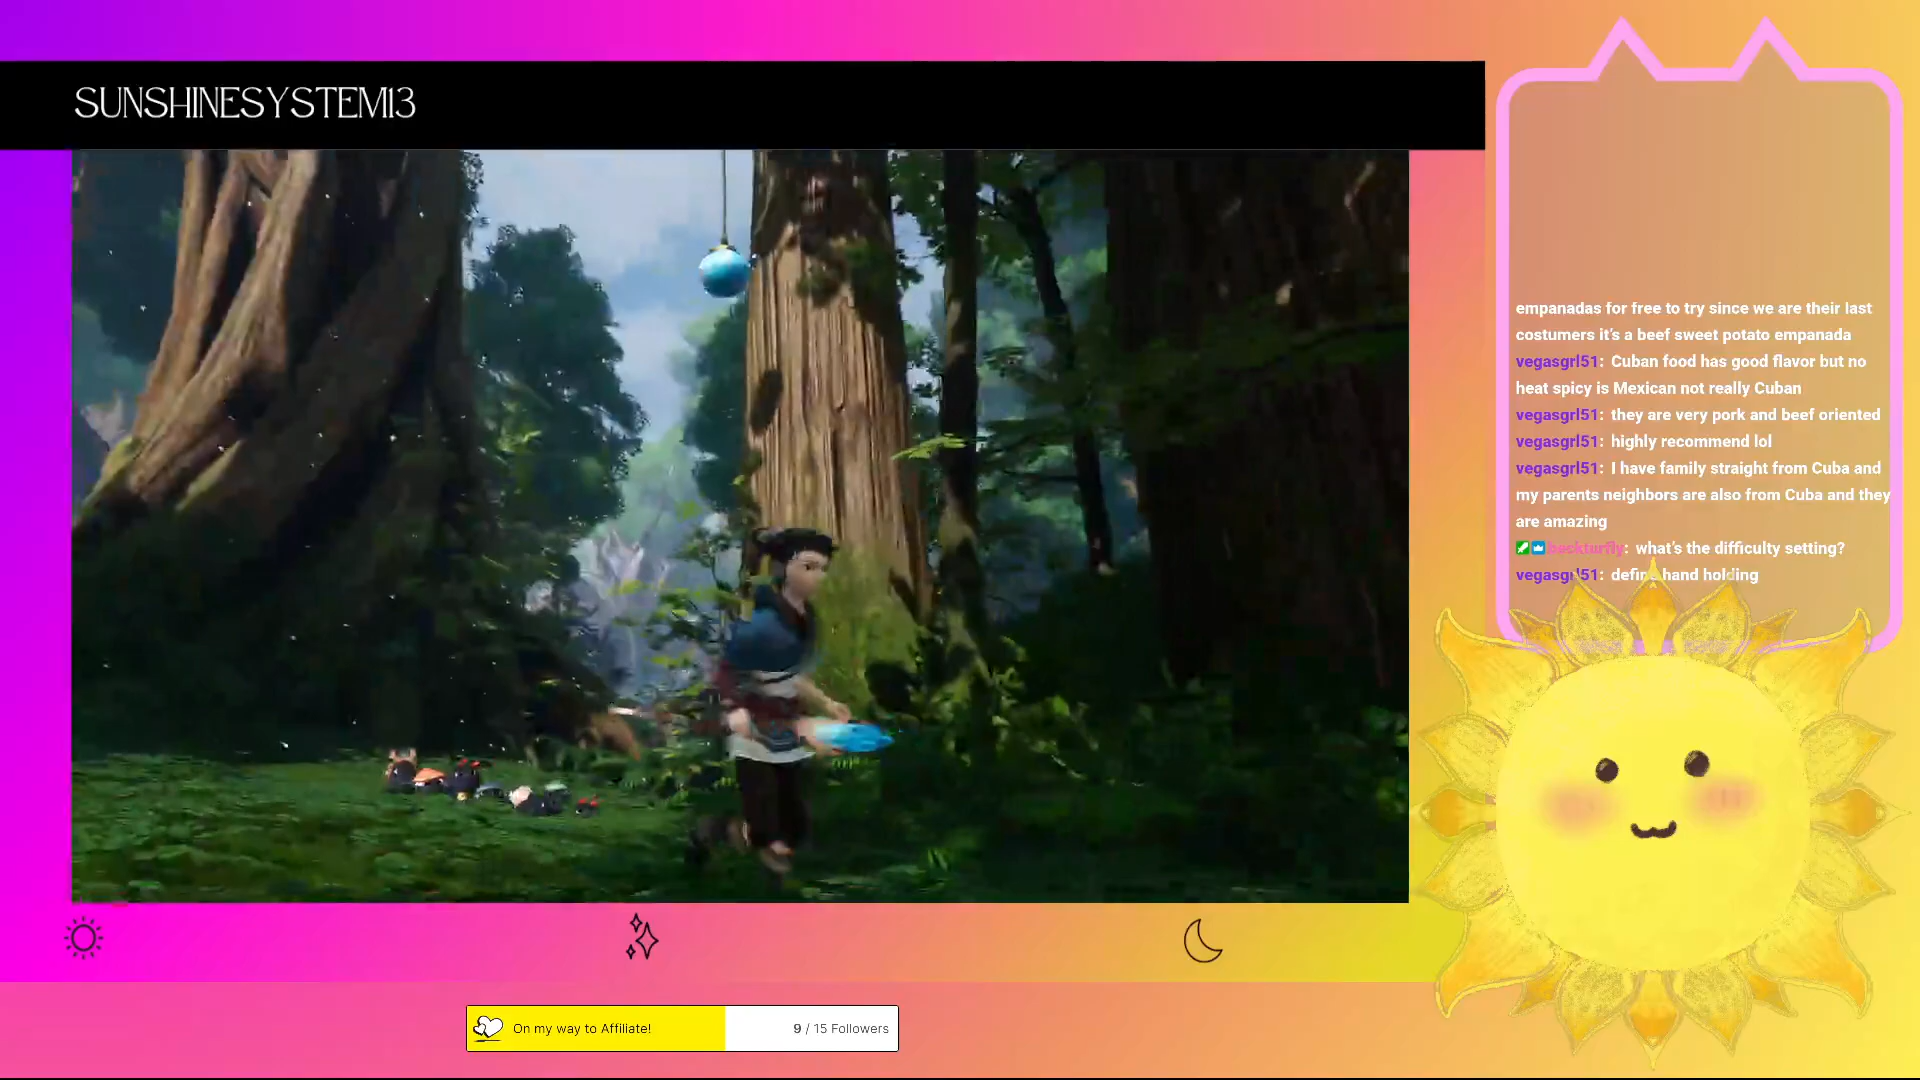 SUNSHINESYSTEM13
empanadas for free to try since we are their last
costumers it's a beef sweet potato empanada
vegasgrl51: Cuban food has good flavor but no
heat spicy is Mexican not really Cuban
vegasgrl51: they are very pork and beef oriented
vegasgrl51: highly recommend lol
vegasgrl51: I have family straight from Cuba and
my parents neighbors are also from Cuba and they
are amazing
beckturfly: what's the difficulty setting?
vegasgrl51: define hand holding
On my way to Affiliate! 9 / 15 Followers